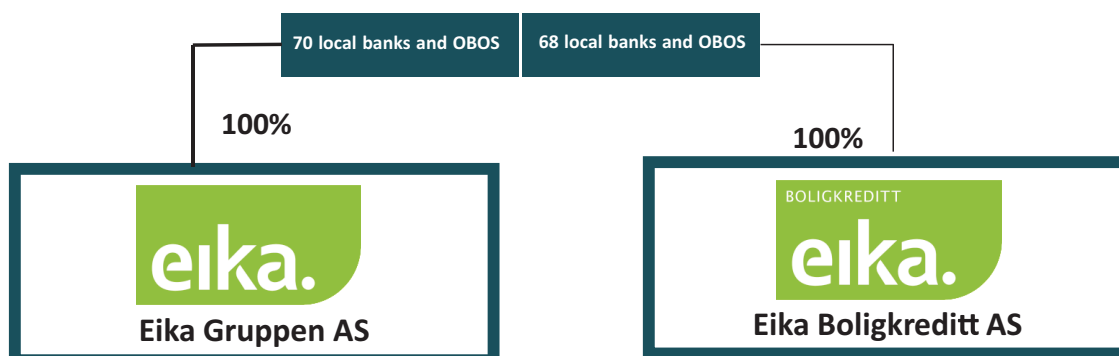 70 local banks and OBOS
68 local banks and OBOS
100%
100%
eika.
BOLIGKREDITT
eika.
Eika Gruppen AS
Eika Boligkreditt AS